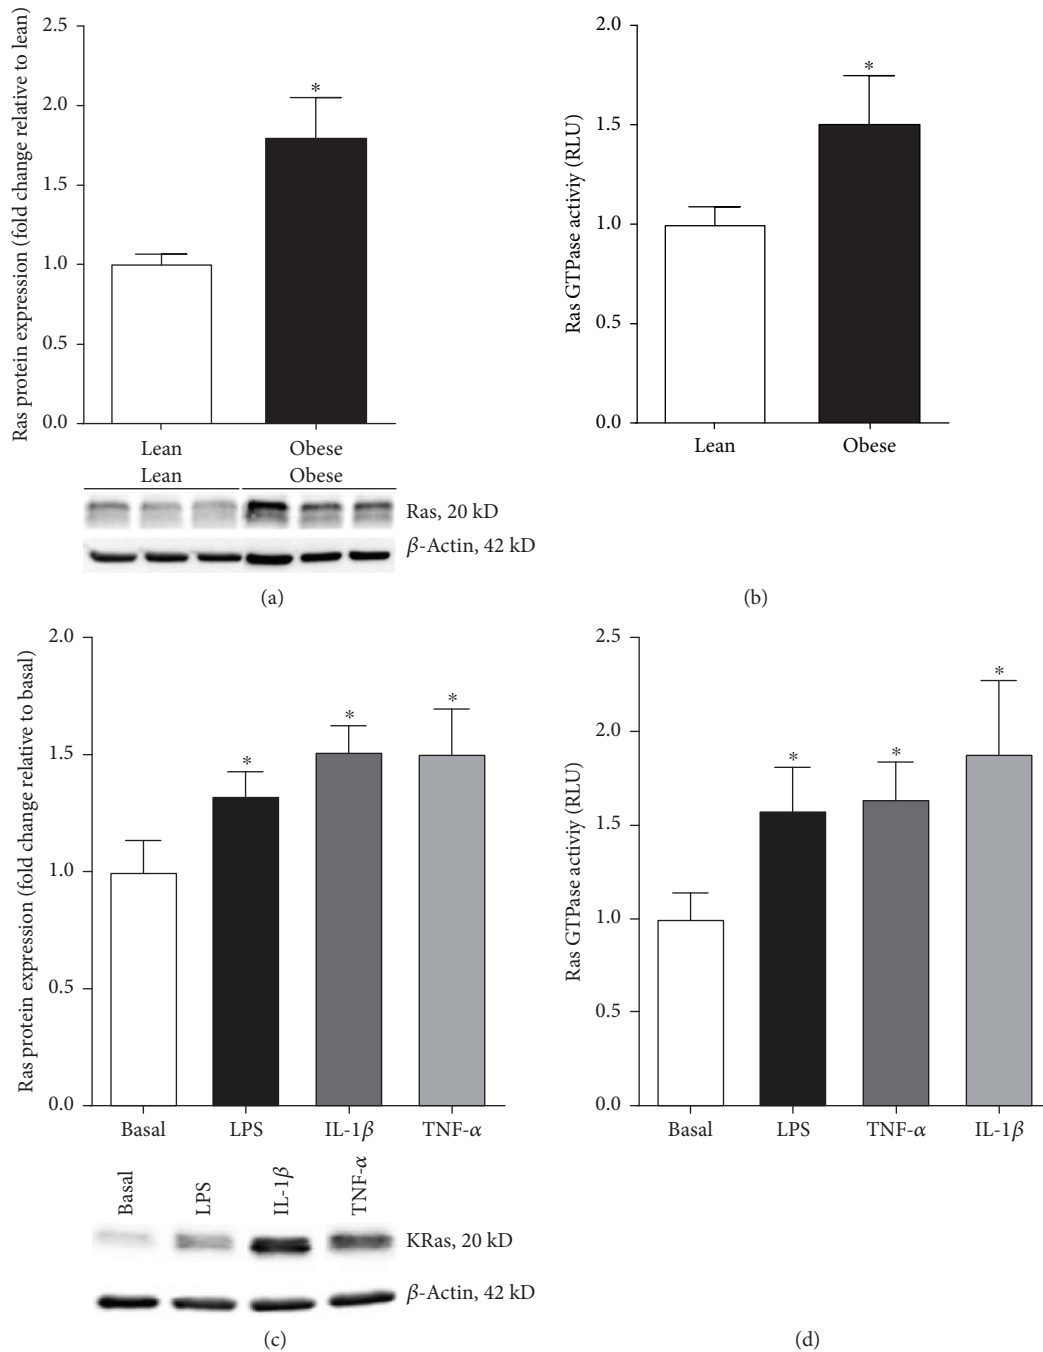 Ras protein expression (fold change relative to lean)
2.5
2.0
1.5
1.0
0.5
0.0
*
Lean
Obese
Lean
Obese
Ras, 20 kD
β-Actin, 42 kD
(a)
Ras GTPase activiy (RLU)
2.0
1.5
1.0
0.5
0.0
*
Lean
Obese
(b)
Ras protein expression (fold change relative to basal)
2.0
1.5
1.0
0.5
0.0
*
*
*
Basal
LPS
IL-1β
TNF-α
Basal
LPS
IL-1β
TNF-α
KRas, 20 kD
β-Actin, 42 kD
(c)
Ras GTPase activiy (RLU)
2.5
2.0
1.5
1.0
0.5
0.0
*
*
*
Basal
LPS
TNF-α
IL-1β
(d)